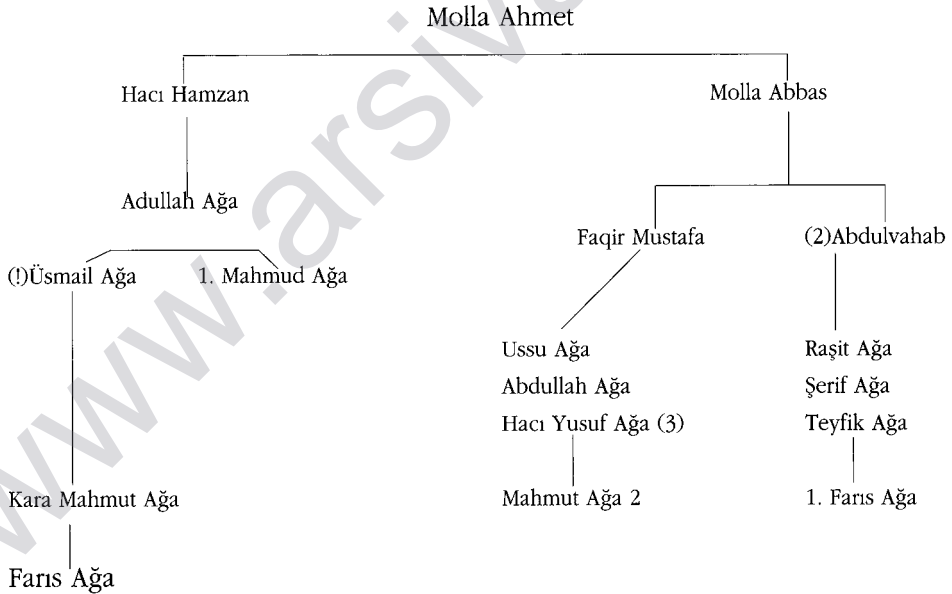 Molla Ahmet
Hacı Hamzan
Molla Abbas
Adullah Ağa
Faqir Mustafa
(2)Abdulvahab
(!)Üsmail Ağa
1. Mahmud Ağa
Ussu Ağa
Raşit Ağa
Abdullah Ağa
Şerif Ağa
Hacı Yusuf Ağa (3)
Teyfik Ağa
Kara Mahmut Ağa
Mahmut Ağa 2
1. Farıs Ağa
Farıs Ağa
www.arsiva